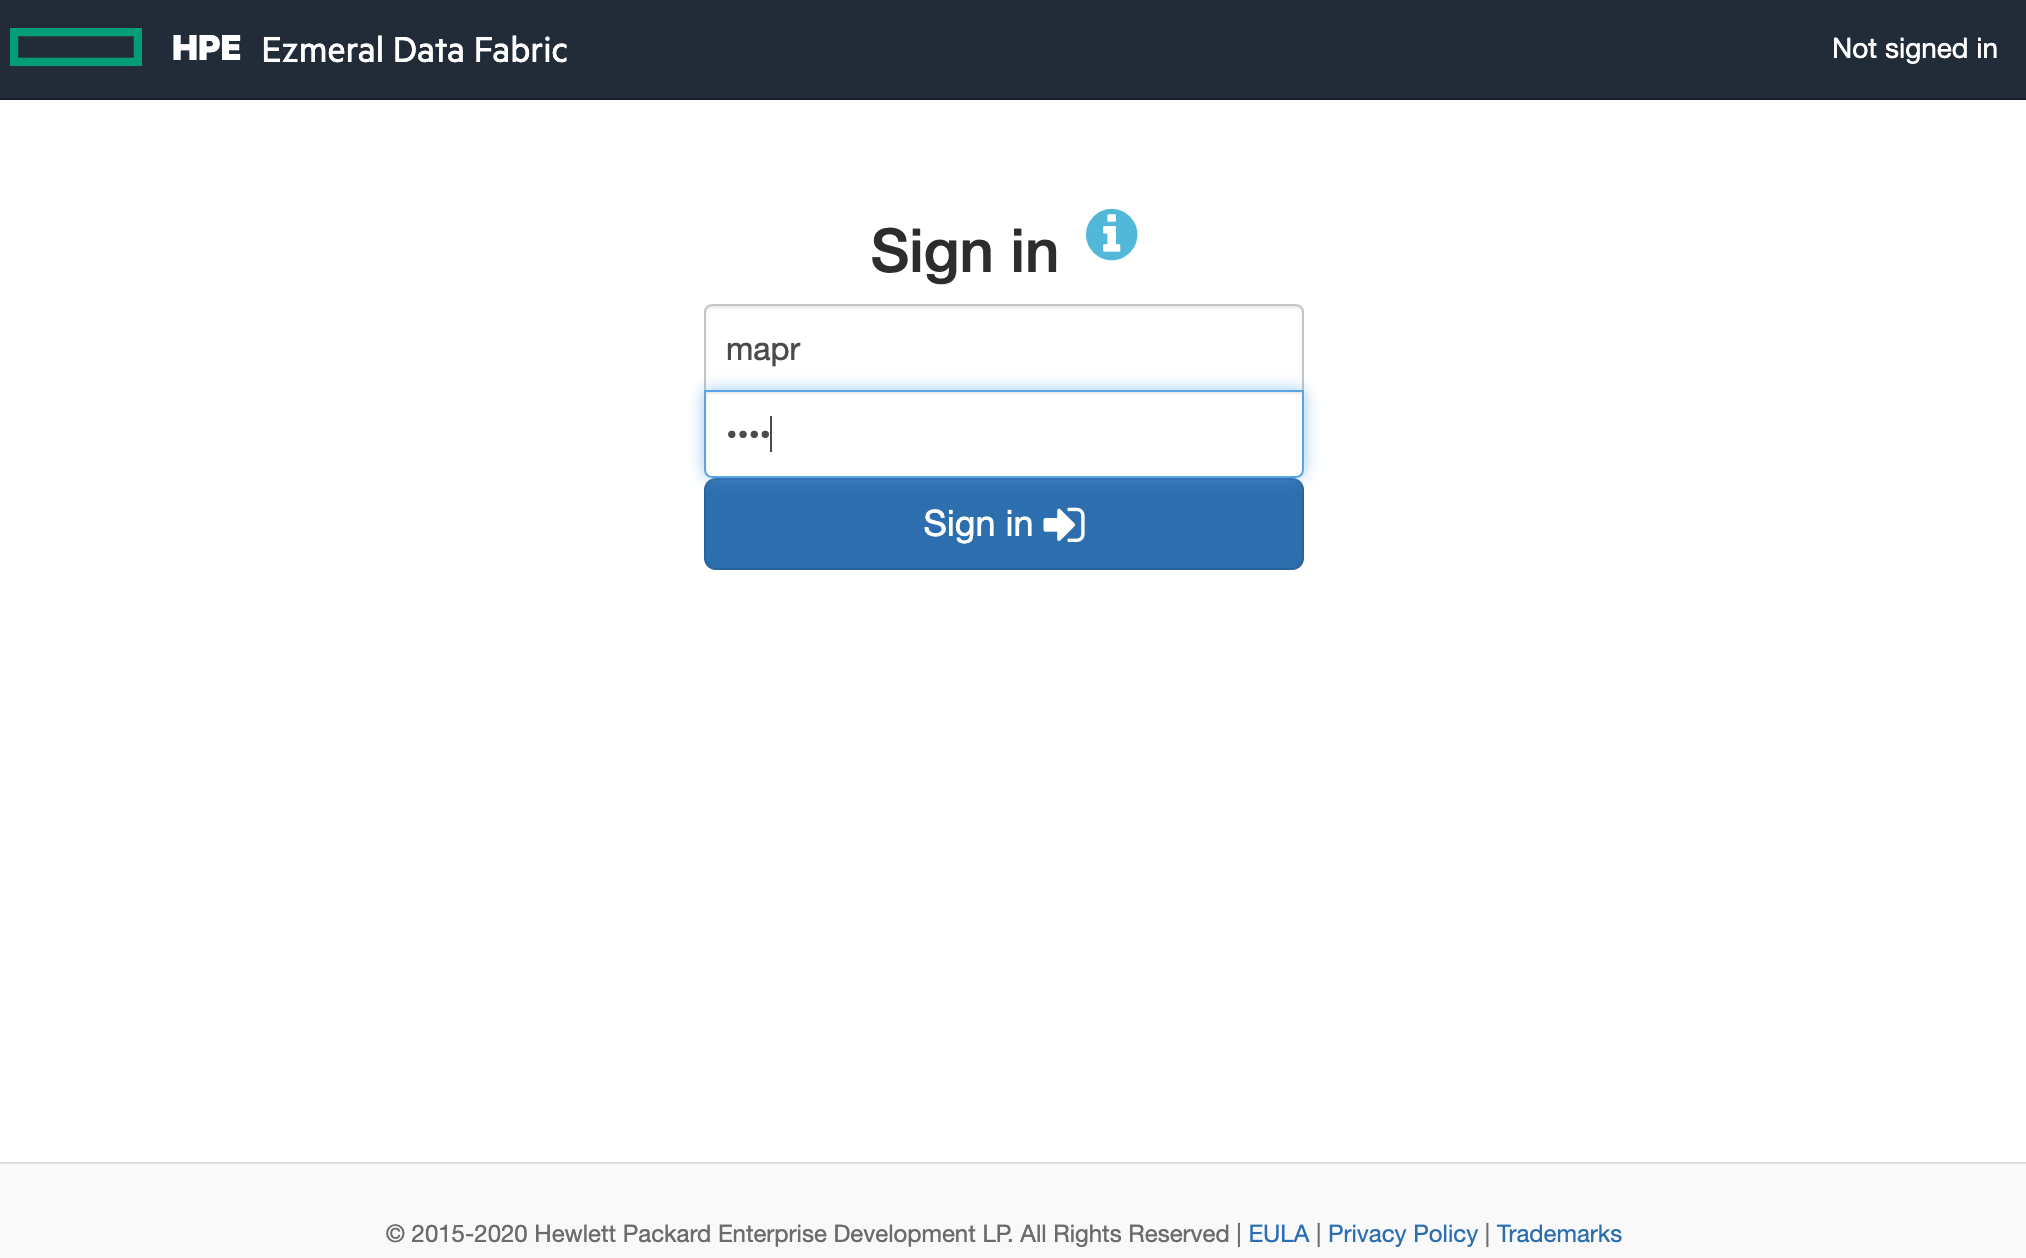 HPE Ezmeral Data Fabric
Not signed in
Sign in
mapr
••••
Sign in
© 2015-2020 Hewlett Packard Enterprise Development LP. All Rights Reserved | EULA | Privacy Policy | Trademarks